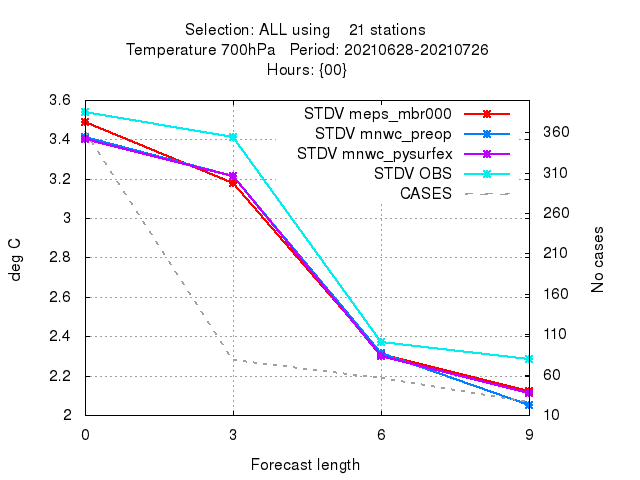 Selection: ALL using    21 stations
Temperature 700hPa   Period: 20210628-20210726
Hours: {00}
STDV meps_mbr000
STDV mnwc_preop
STDV mnwc_pysurfex
STDV OBS
CASES
3.6
3.4
3.2
3
2.8
2.6
2.4
2.2
2
deg C
360
310
260
210
160
110
60
10
No cases
0 3 6 9
Forecast length